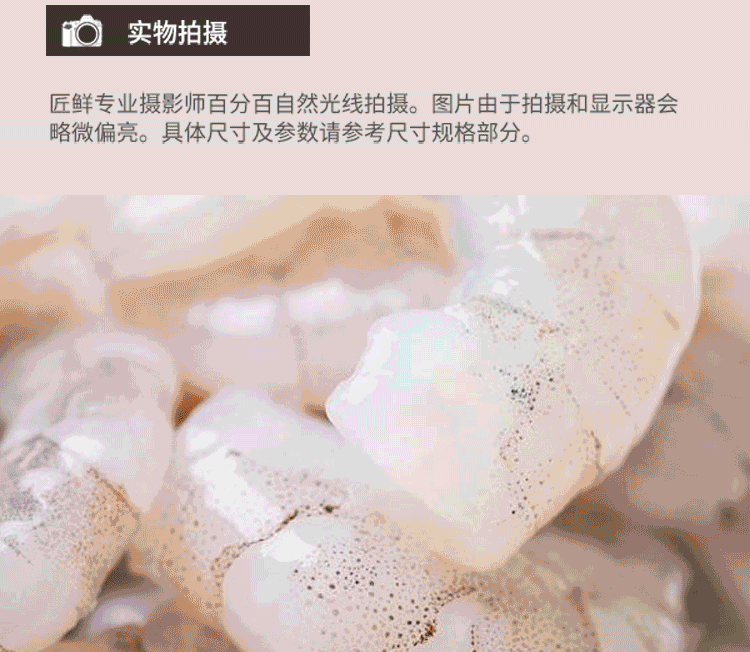 实物拍摄
匠鲜专业摄影师百分百自然光线拍摄。图片由于拍摄和显示器会
略微偏亮。具体尺寸及参数请参考尺寸规格部分。